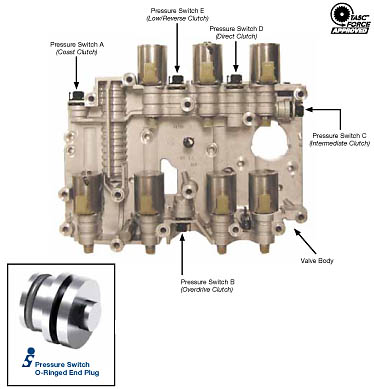 Pressure Switch E
(Low/Reverse Clutch)
Pressure Switch D
(Direct Clutch)
TASC
FORCE
APPROVED
Pressure Switch A
(Coast Clutch)
Pressure Switch C
(Intermediate Clutch)
Valve Body
Pressure Switch B
(Overdrive Clutch)
Pressure Switch
O-Ringed End Plug